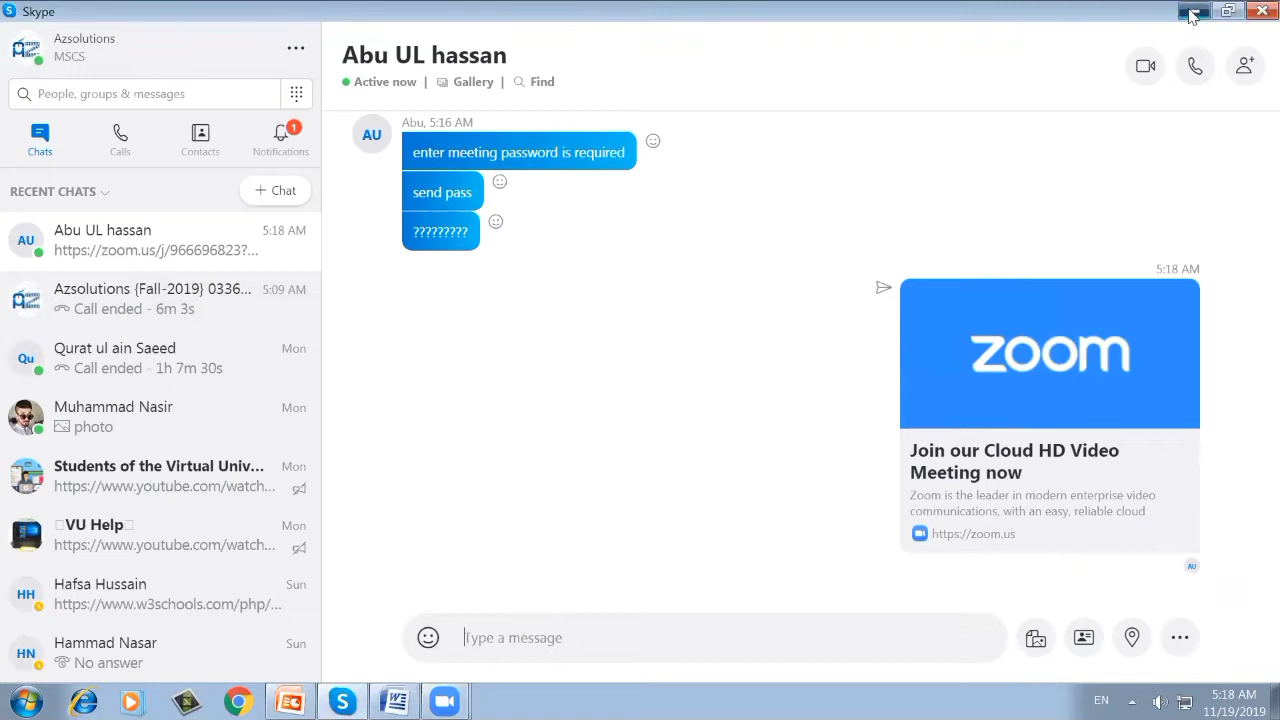 Skype
Azsolutions
MSCS
People, groups & messages
Chats
Calls
Contacts
1
Notifications
RECENT CHATS
+ Chat
AU
Abu UL hassan
5:18 AM
https://zoom.us/j/966696823?...
Azsolutions {Fall-2019} 0336...
5:09 AM
Call ended - 6m 3s
Qu
Qurat ul ain Saeed
Mon
Call ended - 1h 7m 30s
Muhammad Nasir
Mon
photo
Students of the Virtual Univ...
Mon
https://www.youtube.com/watch...
VU Help
Mon
https://www.youtube.com/watch...
HH
Hafsa Hussain
Sun
https://www.w3schools.com/php/...
HN
Hammad Nasar
Sun
No answer
Abu UL hassan
Active now | Gallery | Find
AU
Abu, 5:16 AM
enter meeting password is required
send pass
?????????
5:18 AM
zoom
Join our Cloud HD Video
Meeting now
Zoom is the leader in modern enterprise video
communications, with an easy, reliable cloud
https://zoom.us
AU
Type a message
EN
5:18 AM
11/19/2019